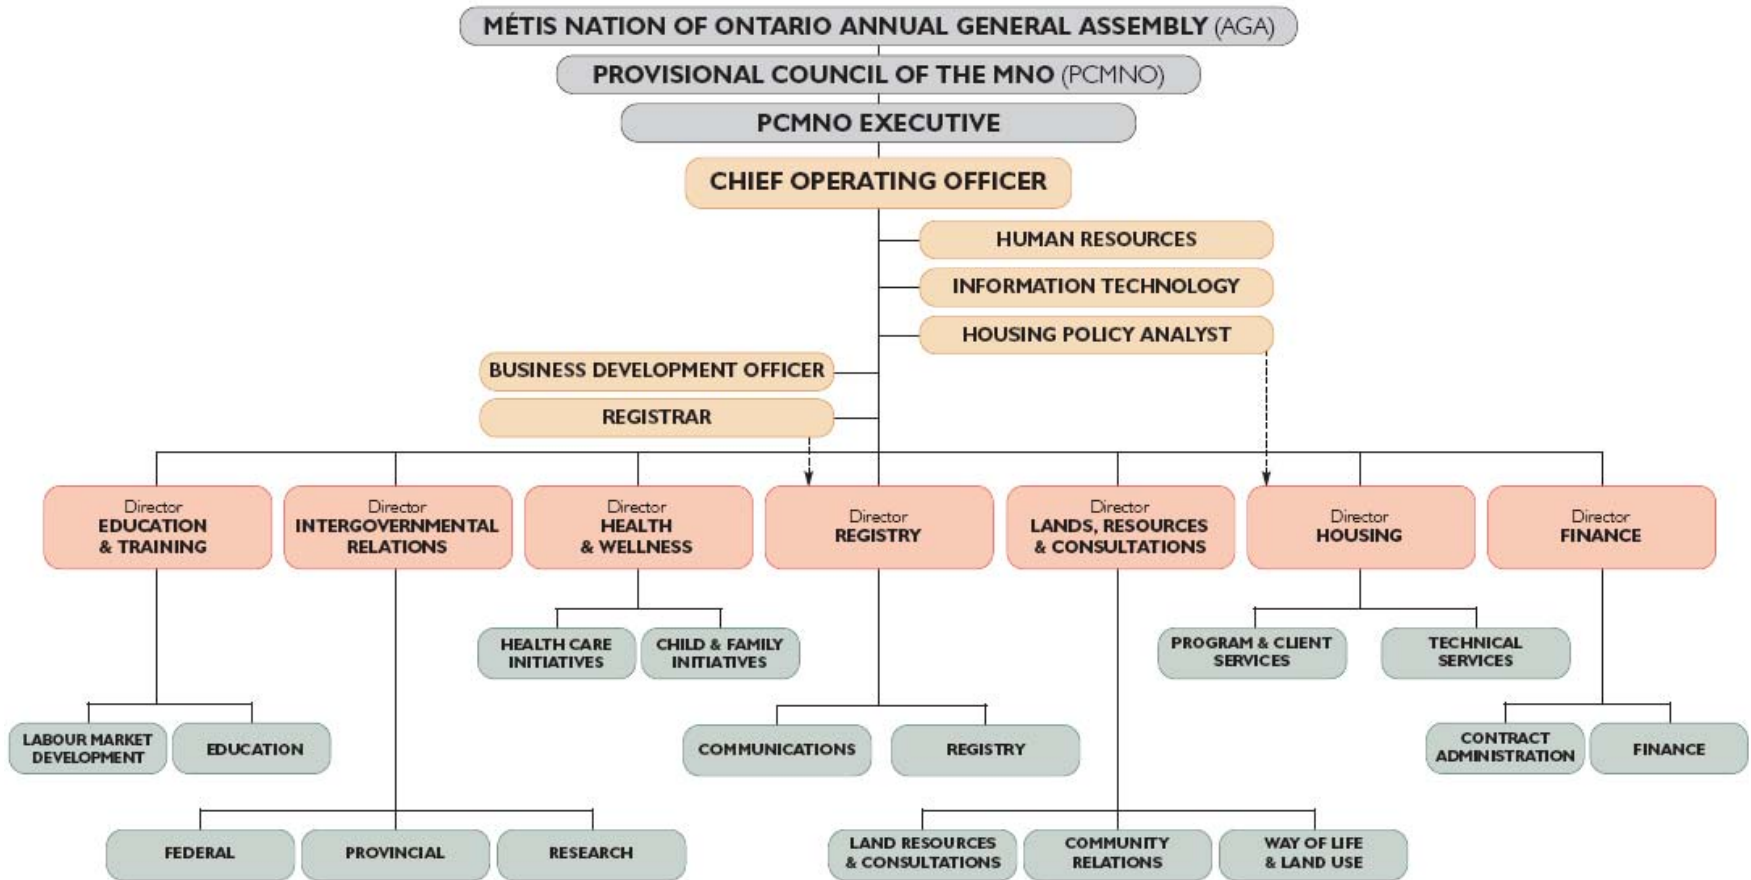 MÉTIS NATION OF ONTARIO ANNUAL GENERAL ASSEMBLY (AGA)
PROVISIONAL COUNCIL OF THE MNO (PCMNO)
PCMNO EXECUTIVE
CHIEF OPERATING OFFICER
HUMAN RESOURCES
INFORMATION TECHNOLOGY
HOUSING POLICY ANALYST
BUSINESS DEVELOPMENT OFFICER
REGISTRAR
Director
EDUCATION
& TRAINING
Director
INTERGOVERNMENTAL
RELATIONS
Director
HEALTH
& WELLNESS
Director
REGISTRY
Director
LANDS, RESOURCES
& CONSULTATIONS
Director
HOUSING
Director
FINANCE
HEALTH CARE
INITIATIVES
CHILD & FAMILY
INITIATIVES
PROGRAM & CLIENT
SERVICES
TECHNICAL
SERVICES
LABOUR MARKET
DEVELOPMENT
EDUCATION
COMMUNICATIONS
REGISTRY
CONTRACT
ADMINISTRATION
FINANCE
FEDERAL
PROVINCIAL
RESEARCH
LAND RESOURCES
& CONSULTATIONS
COMMUNITY
RELATIONS
WAY OF LIFE
& LAND USE